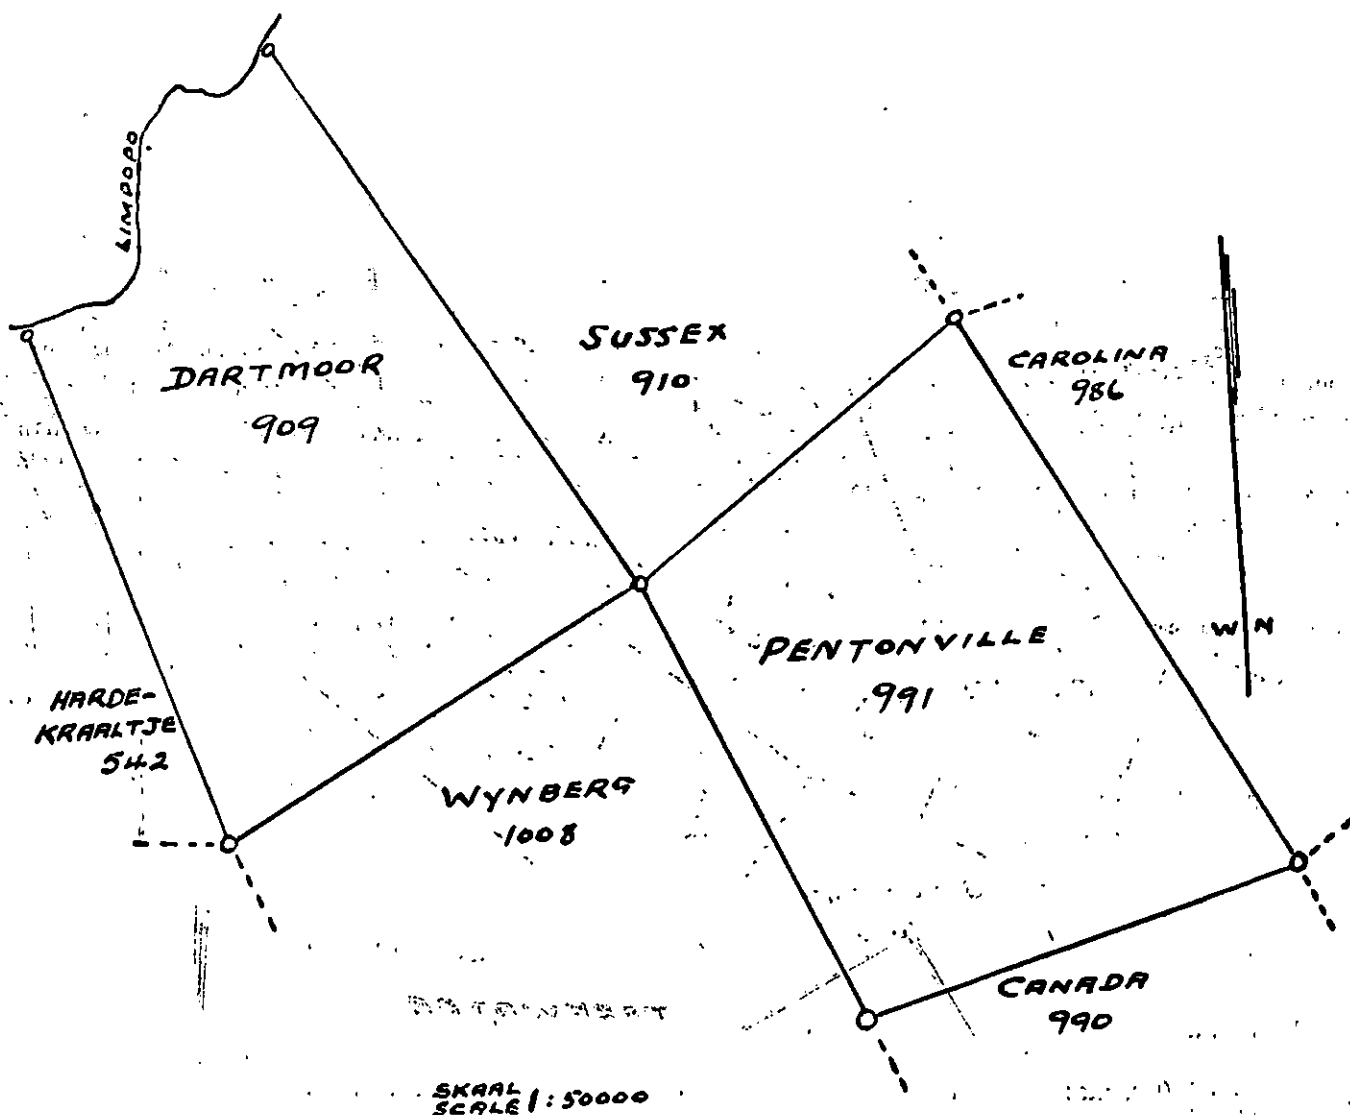 LIMPOPO
DARTMOOR
909
SUSSEX
910
CAROLINA
986
W N
PENTONVILLE
991
HARDE-
KRAALTJE
542
WYNBERG
1008
CANADA
990
SKAAL
SCALE 1:50000